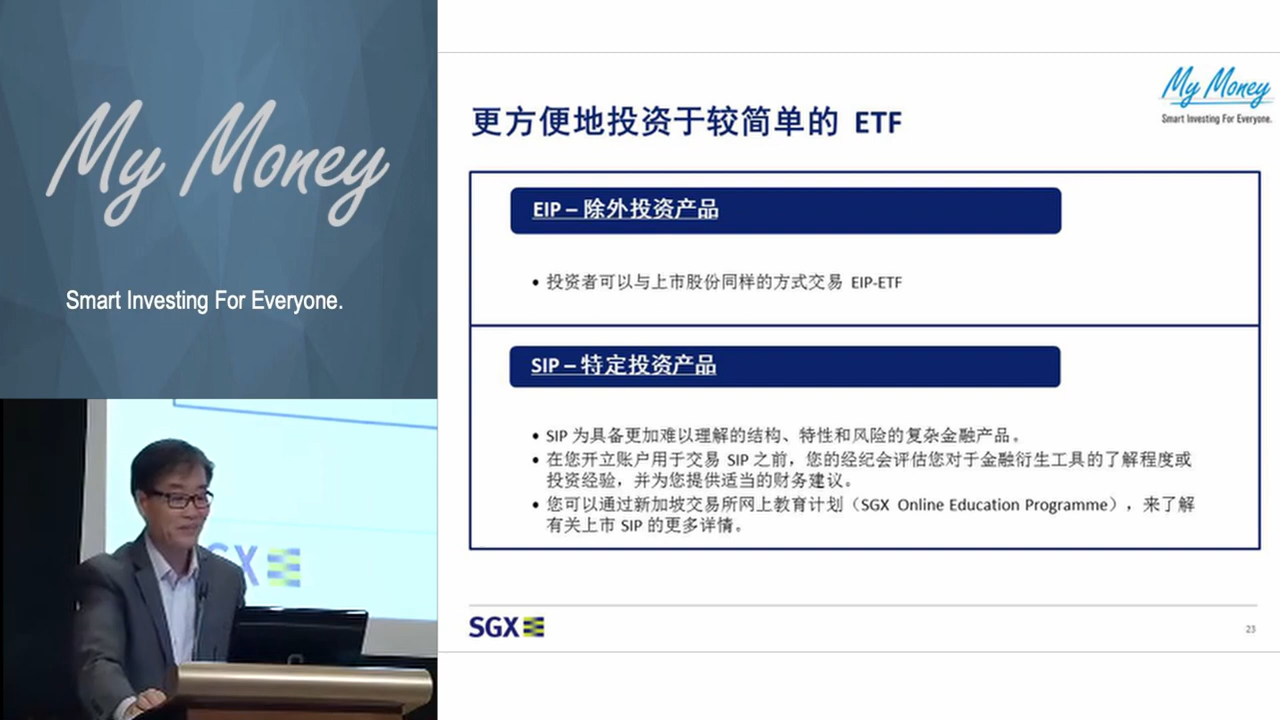 My Money
Smart Investing For Everyone.
My Money
Smart Investing For Everyone.
更方便地投资于较简单的 ETF
EIP – 除外投资产品
• 投资者可以与上市股份同样的方式交易 EIP-ETF
SIP – 特定投资产品
• SIP 为具备更加难以理解的结构、特性和风险的复杂金融产品。
• 在您开立账户用于交易 SIP 之前，您的经纪会评估您对于金融衍生工具的了解程度或
投资经验，并为您提供适当的财务建议。
• 您可以通过新加坡交易所网上教育计划（SGX Online Education Programme），来了解
有关上市 SIP 的更多详情。
SGX
23
SGX